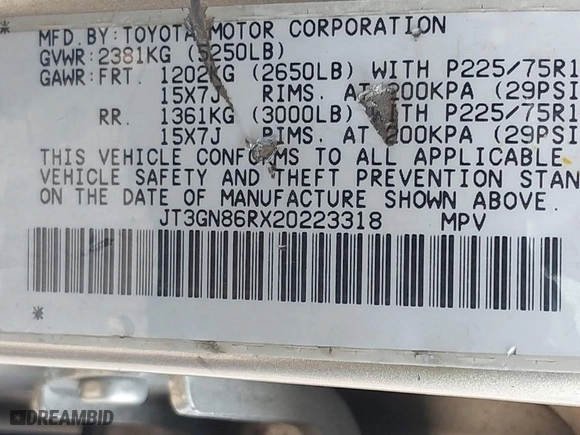 MFD. BY: TOYOTA MOTOR CORPORATION
GVWR: 2381KG (5250LB)
GAWR: FRT. 1202KG (2650LB) WITH P225/75R1
15X7J RIMS. AT 200KPA (29PSI
RR. 1361KG (3000LB) WITH P225/75R1
15X7J RIMS. AT 200KPA (29PSI
THIS VEHICLE CONFORMS TO ALL APPLICABLE
VEHICLE SAFETY AND THEFT PREVENTION STAN
ON THE DATE OF MANUFACTURE SHOWN ABOVE.
JT3GN86RX20223318 MPV
*
DREAMBID